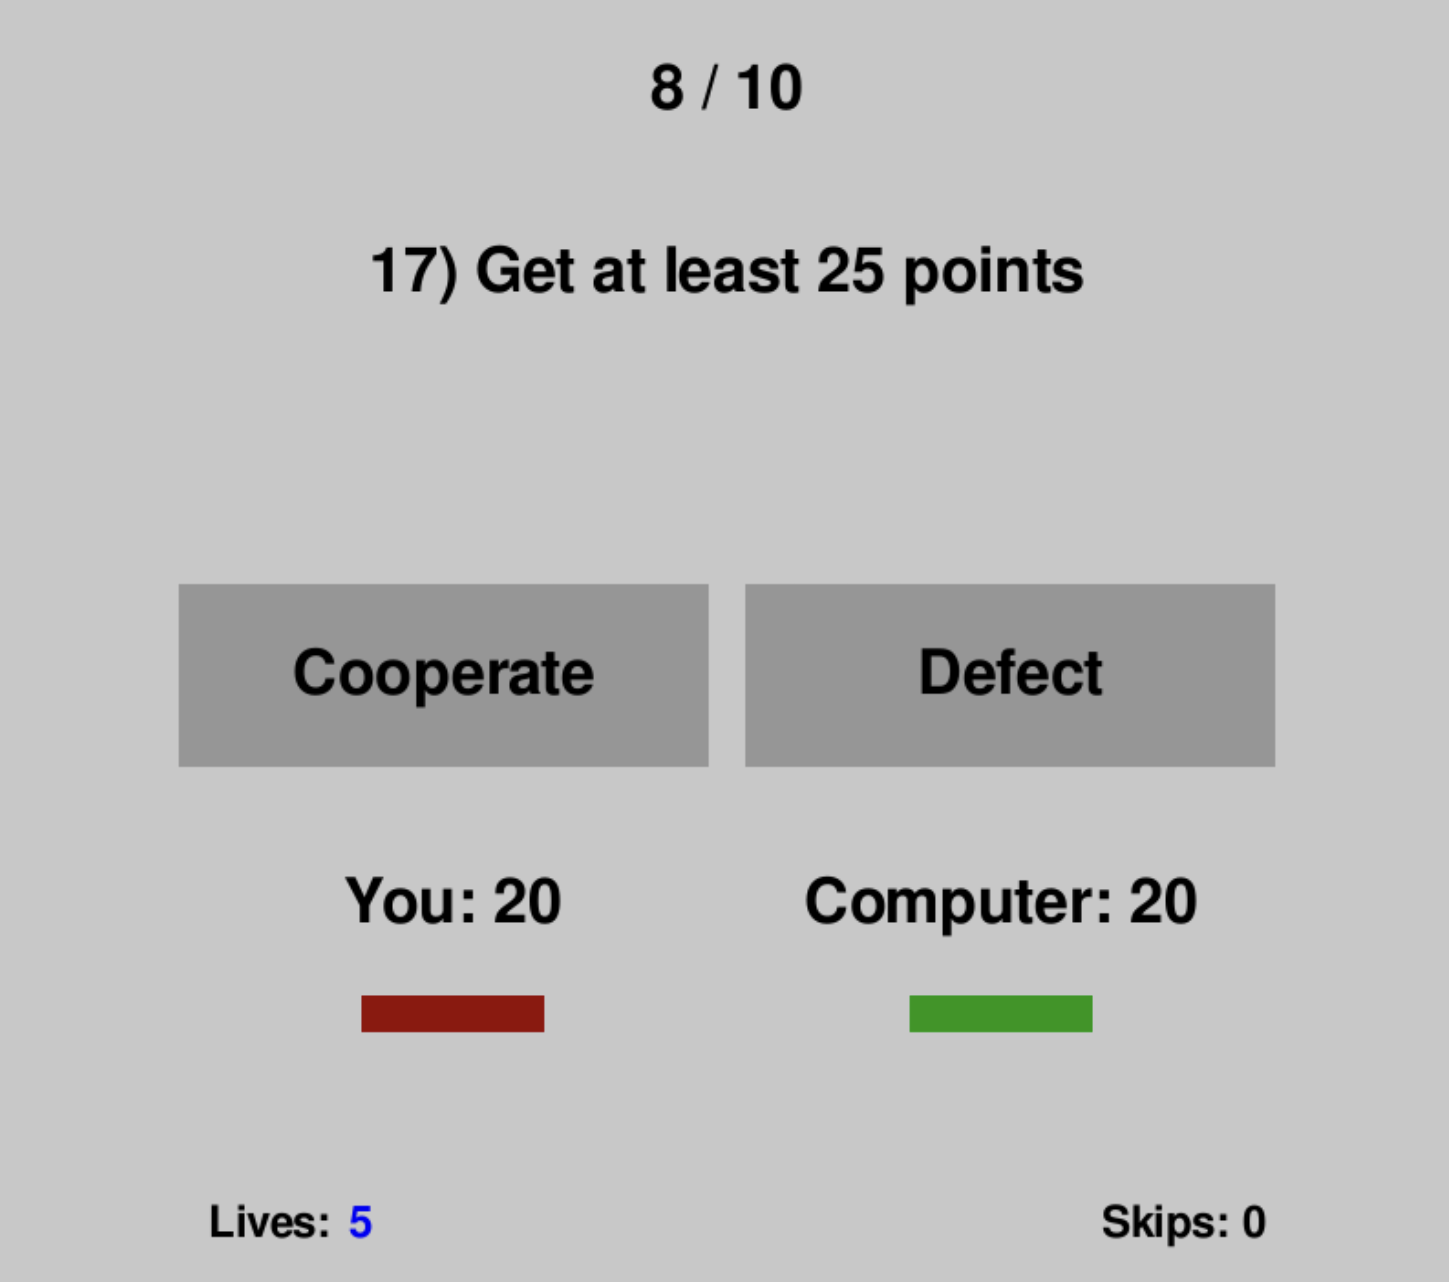 8 / 10
17) Get at least 25 points
Cooperate
Defect
You: 20
Computer: 20
Lives: 5
Skips: 0